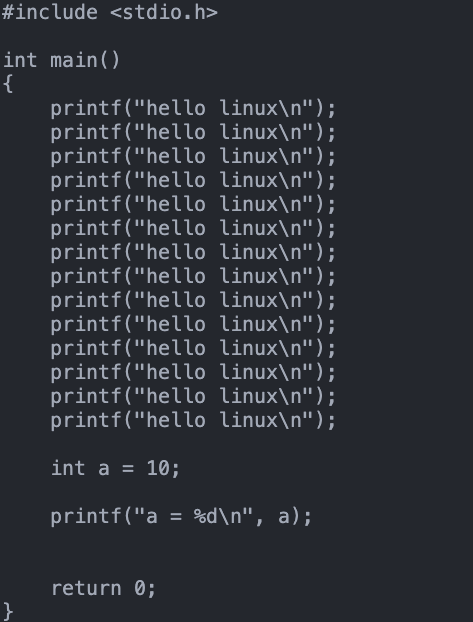 #include <stdio.h>

int main()
{
    printf("hello linux\n");
    printf("hello linux\n");
    printf("hello linux\n");
    printf("hello linux\n");
    printf("hello linux\n");
    printf("hello linux\n");
    printf("hello linux\n");
    printf("hello linux\n");
    printf("hello linux\n");
    printf("hello linux\n");
    printf("hello linux\n");
    printf("hello linux\n");
    printf("hello linux\n");
    printf("hello linux\n");

    int a = 10;

    printf("a = %d\n", a);


    return 0;
}